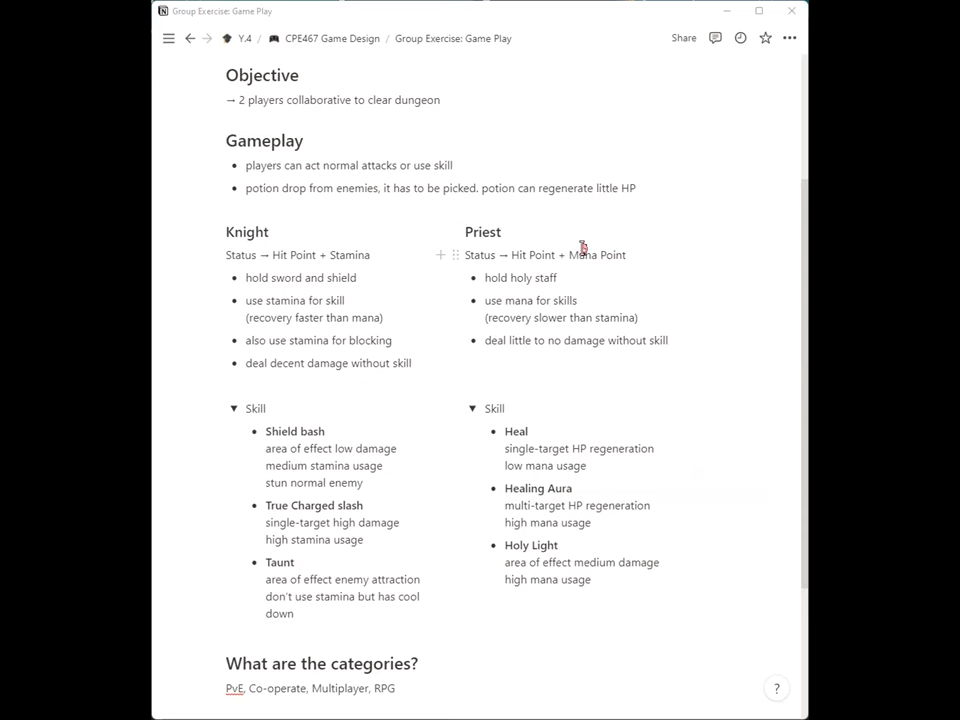 Group Exercise: Game Play
Y.4 / CPE467 Game Design / Group Exercise: Game Play
Share
Objective
→ 2 players collaborative to clear dungeon
Gameplay
• players can act normal attacks or use skill
• potion drop from enemies, it has to be picked. potion can regenerate little HP
Knight
Status → Hit Point + Stamina
• hold sword and shield
• use stamina for skill
(recovery faster than mana)
• also use stamina for blocking
• deal decent damage without skill
Skill
• Shield bash
area of effect low damage
medium stamina usage
stun normal enemy
• True Charged slash
single-target high damage
high stamina usage
• Taunt
area of effect enemy attraction
don't use stamina but has cool
down
Priest
Status → Hit Point + Mana Point
• hold holy staff
• use mana for skills
(recovery slower than stamina)
• deal little to no damage without skill
Skill
• Heal
single-target HP regeneration
low mana usage
• Healing Aura
multi-target HP regeneration
high mana usage
• Holy Light
area of effect medium damage
high mana usage
What are the categories?
PvE, Co-operate, Multiplayer, RPG
?